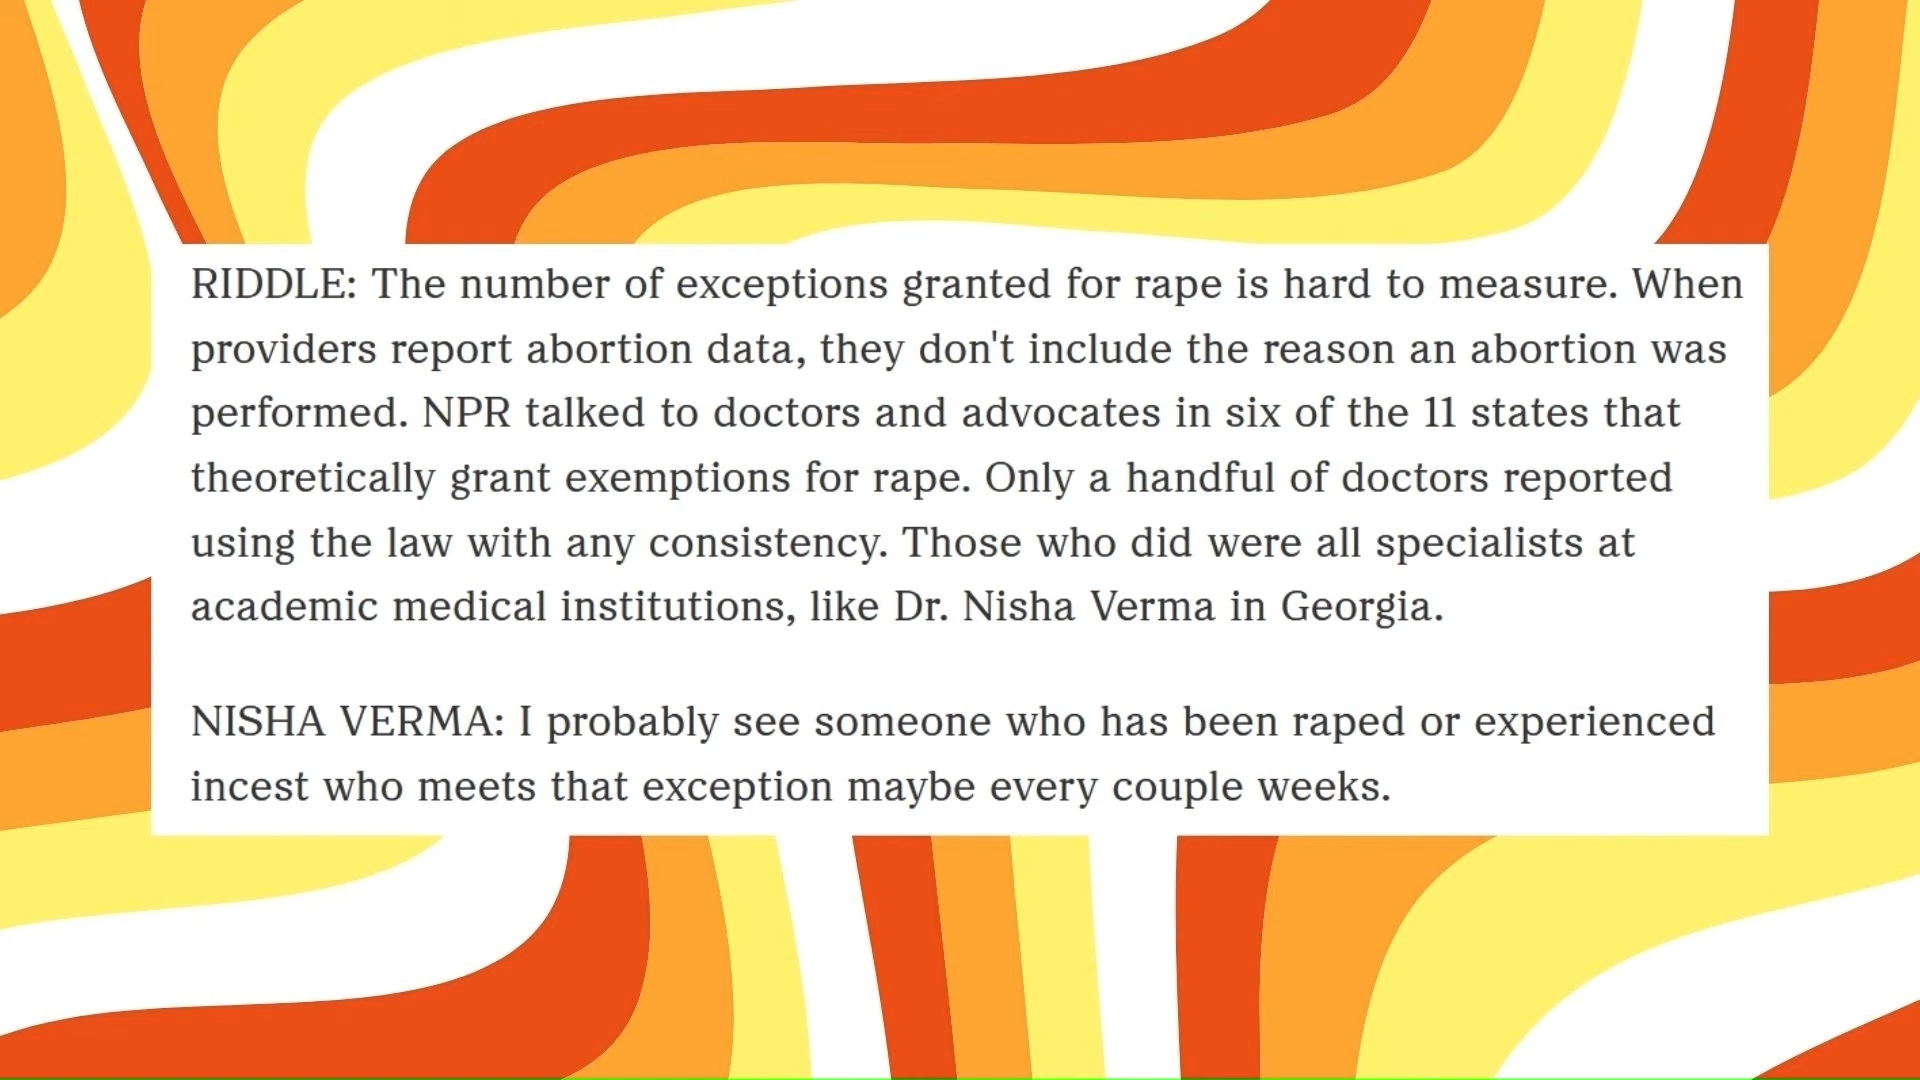 RIDDLE: The number of exceptions granted for rape is hard to measure. When
providers report abortion data, they don't include the reason an abortion was
performed. NPR talked to doctors and advocates in six of the 11 states that
theoretically grant exemptions for rape. Only a handful of doctors reported
using the law with any consistency. Those who did were all specialists at
academic medical institutions, like Dr. Nisha Verma in Georgia.
NISHA VERMA: I probably see someone who has been raped or experienced
incest who meets that exception maybe every couple weeks.